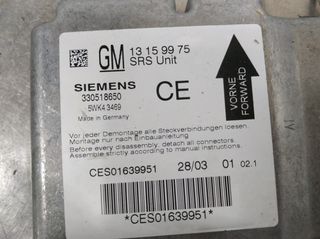 GM 13 15 99 75
SRS Unit
SIEMENS
330518650
5WK4 3469
Made in Germany
CE
VORNE
FORWARD
Vor jeder Demontage alle Steckverbindungen loesen.
Montage nur nach Einbauanleitung
Before every disassembly, detach all connectors
Assemble strictly according to manual instructions.
CES01639951 28/03 01 02.1
*CES01639951*